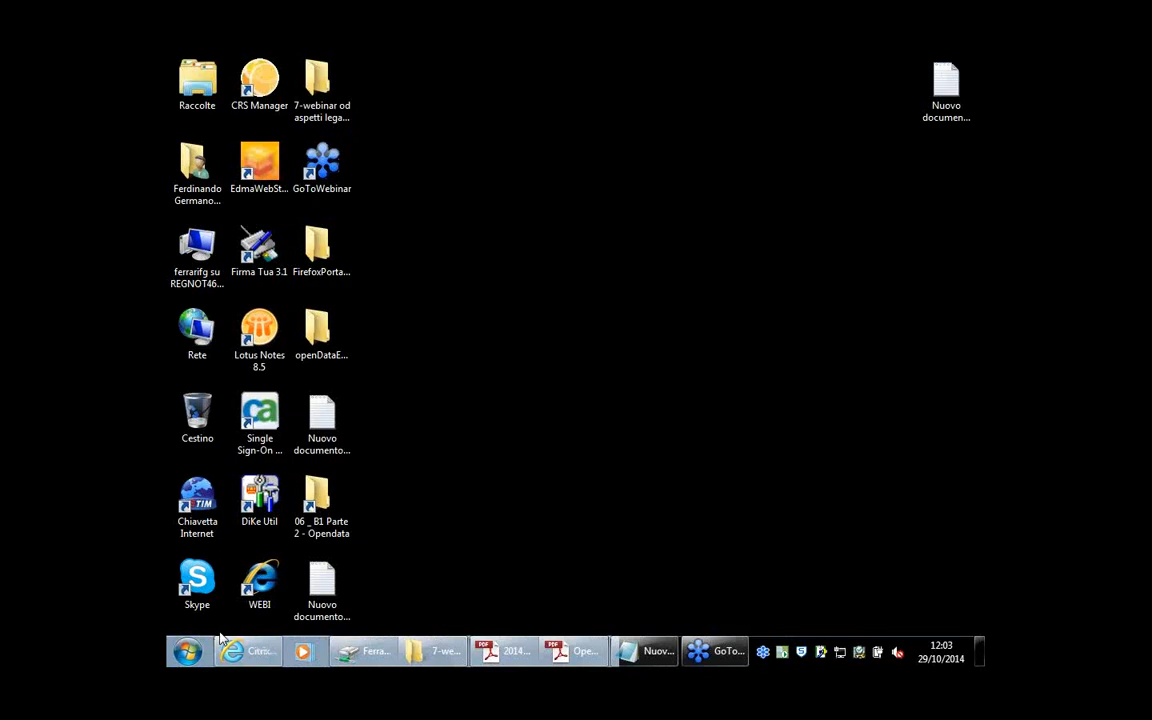 Raccolte
CRS Manager
7-webinar od
aspetti lega...
Nuovo
documen...
Ferdinando
Germano...
EdmaWebSt...
GoToWebinar
ferrarifg su
REGNOT46...
Firma Tua 3.1
FirefoxPorta...
Rete
Lotus Notes
8.5
openDataE...
Cestino
Single
Sign-On ...
Nuovo
documento...
Chiavetta
Internet
DiKe Util
06 _ B1 Parte
2 - Opendata
Skype
WEBI
Nuovo
documento...
Citrix...
Ferra...
7-we...
PDF
2014...
PDF
Ope...
Nuov...
GoTo...
12:03
29/10/2014